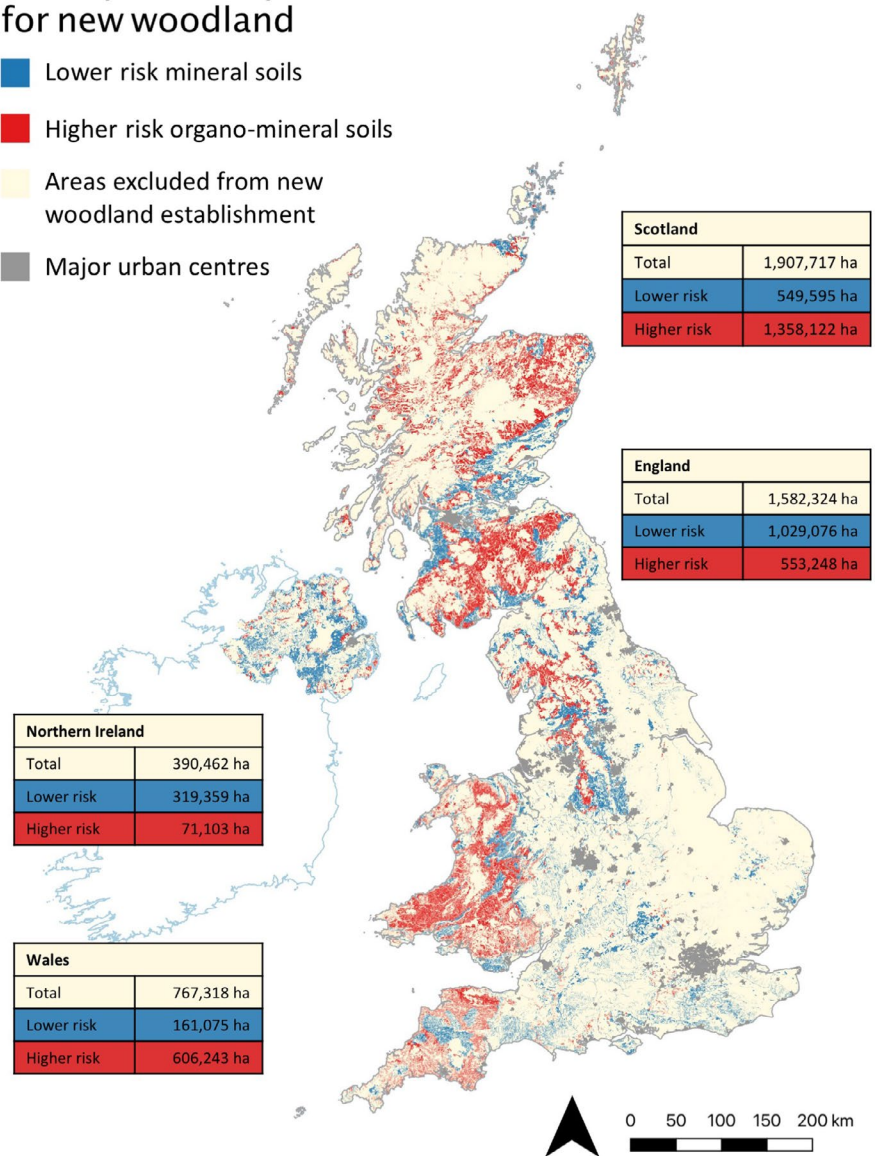 for new woodland
Lower risk mineral soils
Higher risk organo-mineral soils
Areas excluded from new
woodland establishment
Major urban centres
Scotland
Total 1,907,717 ha
Lower risk 549,595 ha
Higher risk 1,358,122 ha
England
Total 1,582,324 ha
Lower risk 1,029,076 ha
Higher risk 553,248 ha
Northern Ireland
Total 390,462 ha
Lower risk 319,359 ha
Higher risk 71,103 ha
Wales
Total 767,318 ha
Lower risk 161,075 ha
Higher risk 606,243 ha
0 50 100 150 200 km